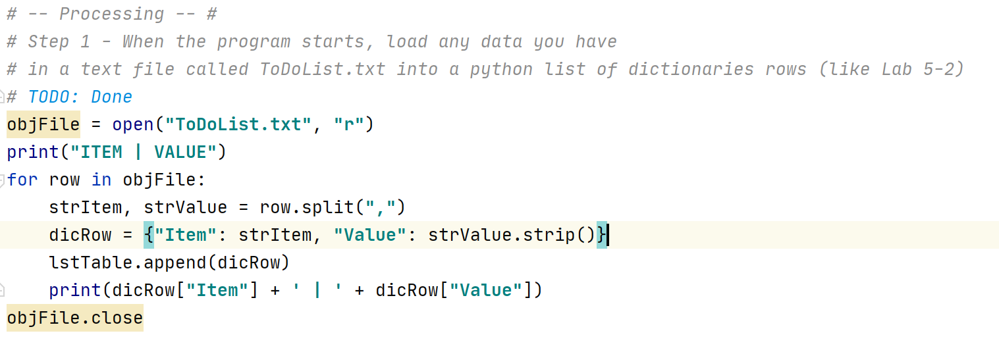 # -- Processing -- #
# Step 1 - When the program starts, load any data you have
# in a text file called ToDoList.txt into a python list of dictionaries rows (like Lab 5-2)
# TODO: Done
objFile = open("ToDoList.txt", "r")
print("ITEM | VALUE")
for row in objFile:
    strItem, strValue = row.split(",")
    dicRow = {"Item": strItem, "Value": strValue.strip()}
    lstTable.append(dicRow)
    print(dicRow["Item"] + ' | ' + dicRow["Value"])
objFile.close